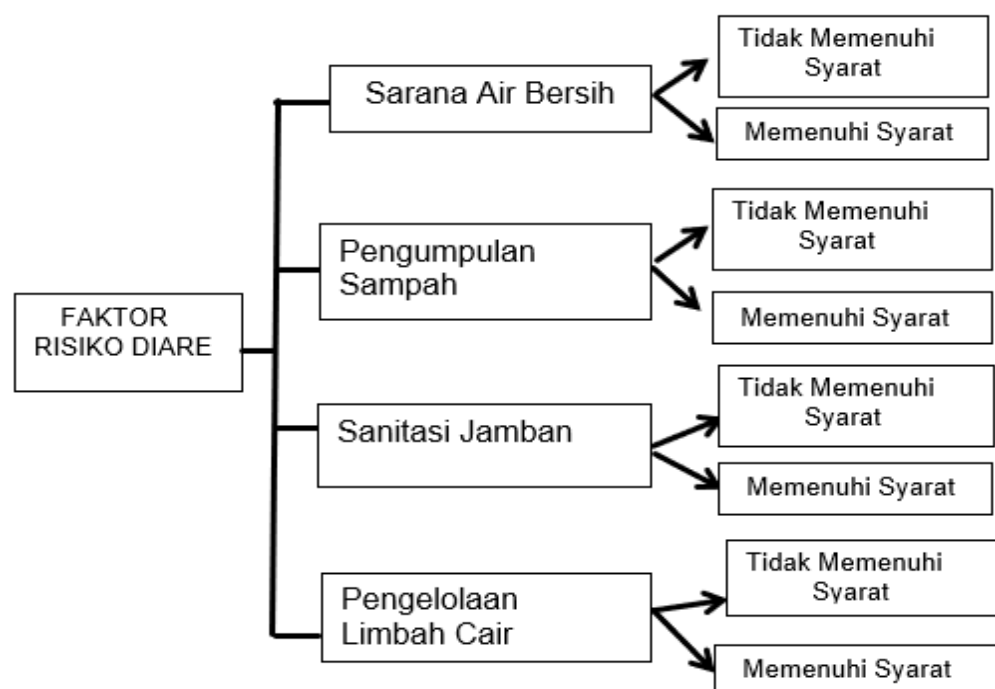 FAKTOR
RISIKO DIARE
Sarana Air Bersih
Tidak Memenuhi
Syarat
Memenuhi Syarat
Pengumpulan
Sampah
Tidak Memenuhi
Syarat
Memenuhi Syarat
Sanitasi Jamban
Tidak Memenuhi
Syarat
Memenuhi Syarat
Pengelolaan
Limbah Cair
Tidak Memenuhi
Syarat
Memenuhi Syarat